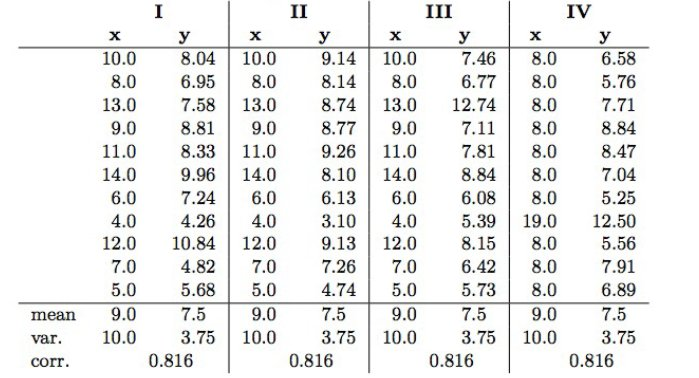 I II III IV
x y x y x y x y
10.0 8.04 10.0 9.14 10.0 7.46 8.0 6.58
8.0 6.95 8.0 8.14 8.0 6.77 8.0 5.76
13.0 7.58 13.0 8.74 13.0 12.74 8.0 7.71
9.0 8.81 9.0 8.77 9.0 7.11 8.0 8.84
11.0 8.33 11.0 9.26 11.0 7.81 8.0 8.47
14.0 9.96 14.0 8.10 14.0 8.84 8.0 7.04
6.0 7.24 6.0 6.13 6.0 6.08 8.0 5.25
4.0 4.26 4.0 3.10 4.0 5.39 19.0 12.50
12.0 10.84 12.0 9.13 12.0 8.15 8.0 5.56
7.0 4.82 7.0 7.26 7.0 6.42 8.0 7.91
5.0 5.68 5.0 4.74 5.0 5.73 8.0 6.89
mean 9.0 7.5 9.0 7.5 9.0 7.5 9.0 7.5
var. 10.0 3.75 10.0 3.75 10.0 3.75 10.0 3.75
corr. 0.816 0.816 0.816 0.816